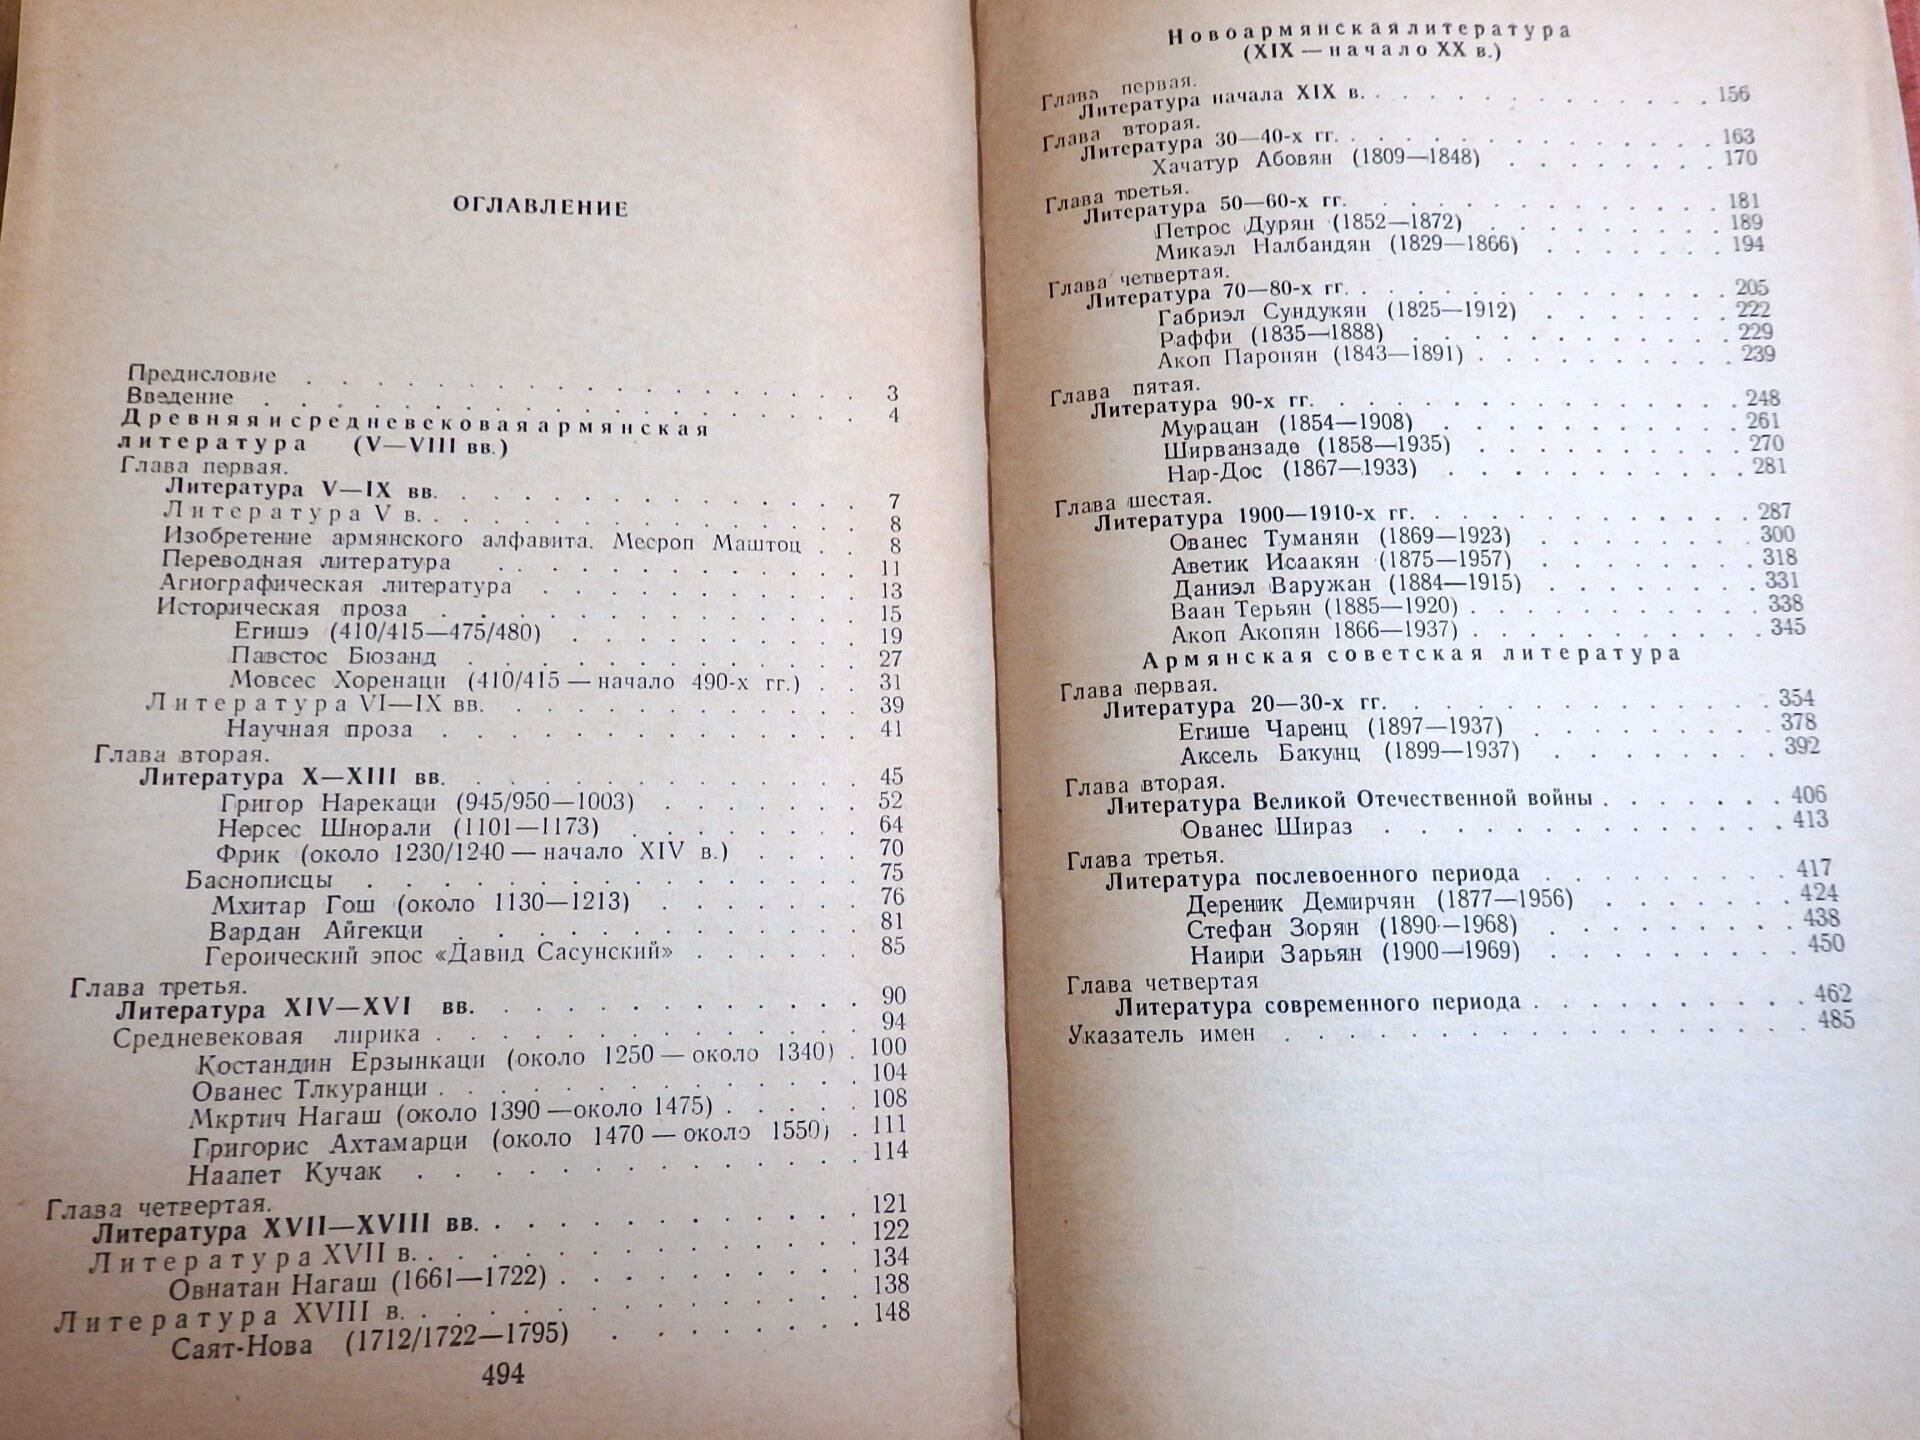 ОГЛАВЛЕНИЕ
Предисловие . . . . . . . . . . . . . . . . 3
Введение . . . . . . . . . . . . . . . . 4
Древняя и средневековая армянская
литература (V—VIII вв.)
Глава первая.
Литература V—IX вв. . . . . . . . . . . . . 7
Литература V в. . . . . . . . . . . . . 8
Изобретение армянского алфавита. Месроп Маштоц . . 8
Переводная литература . . . . . . . . . . . 11
Агиографическая литература . . . . . . . . . 13
Историческая проза . . . . . . . . . . . . 15
Егишэ (410/415—475/480) . . . . . . . . 19
Павстос Бюзанд . . . . . . . . . . . 27
Мовсес Хоренаци (410/415 — начало 490-х гг.) . . 31
Литература VI—IX вв. . . . . . . . . . . 39
Научная проза . . . . . . . . . . . . 41
Глава вторая.
Литература X—XIII вв. . . . . . . . . . . . 45
Григор Нарекаци (945/950—1003) . . . . . . 52
Нерсес Шнорали (1101—1173) . . . . . . . 64
Фрик (около 1230/1240 — начало XIV в.) . . . . 70
Баснописцы . . . . . . . . . . . . . 75
Мхитар Гош (около 1130—1213) . . . . . . 76
Вардан Айгекци . . . . . . . . . . . 81
Героический эпос «Давид Сасунский» . . . . . . 85
Глава третья.
Литература XIV—XVI вв. . . . . . . . . . . 90
Средневековая лирика . . . . . . . . . . . 94
Костандин Ерзынкаци (около 1250 — около 1340) . 100
Ованес Тлкуранци . . . . . . . . . . . 104
Мкртич Нагаш (около 1390 —около 1475) . . . . . 108
Григорис Ахтамарци (около 1470 — около 1550) . 111
Наапет Кучак . . . . . . . . . . . . 114
Глава четвертая.
Литература XVII—XVIII вв. . . . . . . . . . 121
Литература XVII в. . . . . . . . . . . . 122
Овнатан Нагаш (1661—1722) . . . . . . . . . 134
Литература XVIII в. . . . . . . . . . . . 138
Саят-Нова (1712/1722—1795) . . . . . . . 148
494
Новоармянская литература
(XIX — начало XX в.)
Глава первая.
Литература начала XIX в. . . . . . . . . . . . 156
Глава вторая.
Литература 30—40-х гг. . . . . . . . . . . . 163
Хачатур Абовян (1809—1848) . . . . . . . 170
Глава третья.
Литература 50—60-х гг. . . . . . . . . . . . 181
Петрос Дурян (1852—1872) . . . . . . . . 189
Микаэл Налбандян (1829—1866) . . . . . . 194
Глава четвертая.
Литература 70—80-х гг. . . . . . . . . . . . 205
Габриэл Сундукян (1825—1912) . . . . . . 222
Раффи (1835—1888) . . . . . . . . . . 229
Акоп Паронян (1843—1891) . . . . . . . . 239
Глава пятая.
Литература 90-х гг. . . . . . . . . . . . . 248
Мурацан (1854—1908) . . . . . . . . . 261
Ширванзаде (1858—1935) . . . . . . . . 270
Нар-Дос (1867—1933) . . . . . . . . . 281
Глава шестая.
Литература 1900—1910-х гг. . . . . . . . . . 287
Ованес Туманян (1869—1923) . . . . . . . 300
Аветик Исаакян (1875—1957) . . . . . . . 318
Даниэл Варужан (1884—1915) . . . . . . . 331
Ваан Терьян (1885—1920) . . . . . . . . . 338
Акоп Акопян 1866—1937) . . . . . . . . . 345
Армянская советская литература
Глава первая.
Литература 20—30-х гг. . . . . . . . . . . . 354
Егише Чаренц (1897—1937) . . . . . . . . 378
Аксель Бакунц (1899—1937) . . . . . . . 392
Глава вторая.
Литература Великой Отечественной войны . . . . . . 406
Ованес Шираз . . . . . . . . . . . . 413
Глава третья.
Литература послевоенного периода . . . . . . . . 417
Дереник Демирчян (1877—1956) . . . . . . 424
Стефан Зорян (1890—1968) . . . . . . . . 438
Наири Зарьян (1900—1969) . . . . . . . . 450
Глава четвертая
Литература современного периода . . . . . . . . 462
Указатель имен . . . . . . . . . . . . . . . 485